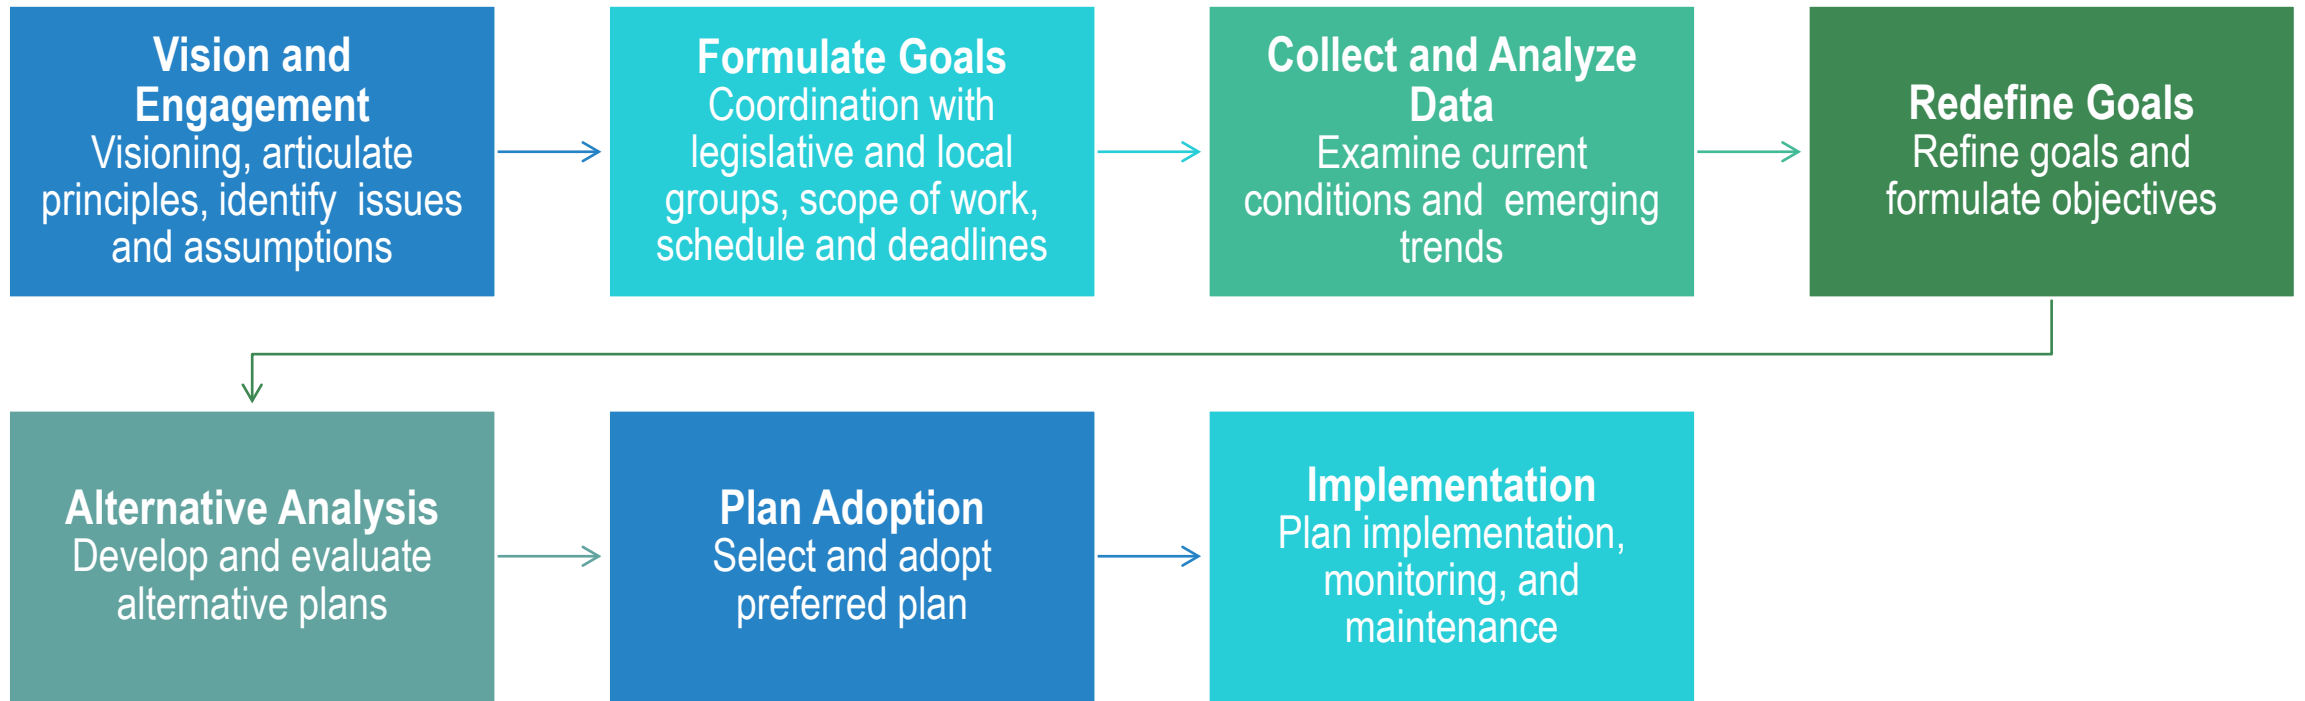 Vision and
Engagement
Visioning, articulate
principles, identify  issues
and assumptions
Formulate Goals
Coordination with
legislative and local
groups, scope of work,
schedule and deadlines
Collect and Analyze
Data
Examine current
conditions and  emerging
trends
Redefine Goals
Refine goals and
formulate objectives
Alternative Analysis
Develop and evaluate
alternative plans
Plan Adoption
Select and adopt
preferred plan
Implementation
Plan implementation,
monitoring, and
maintenance